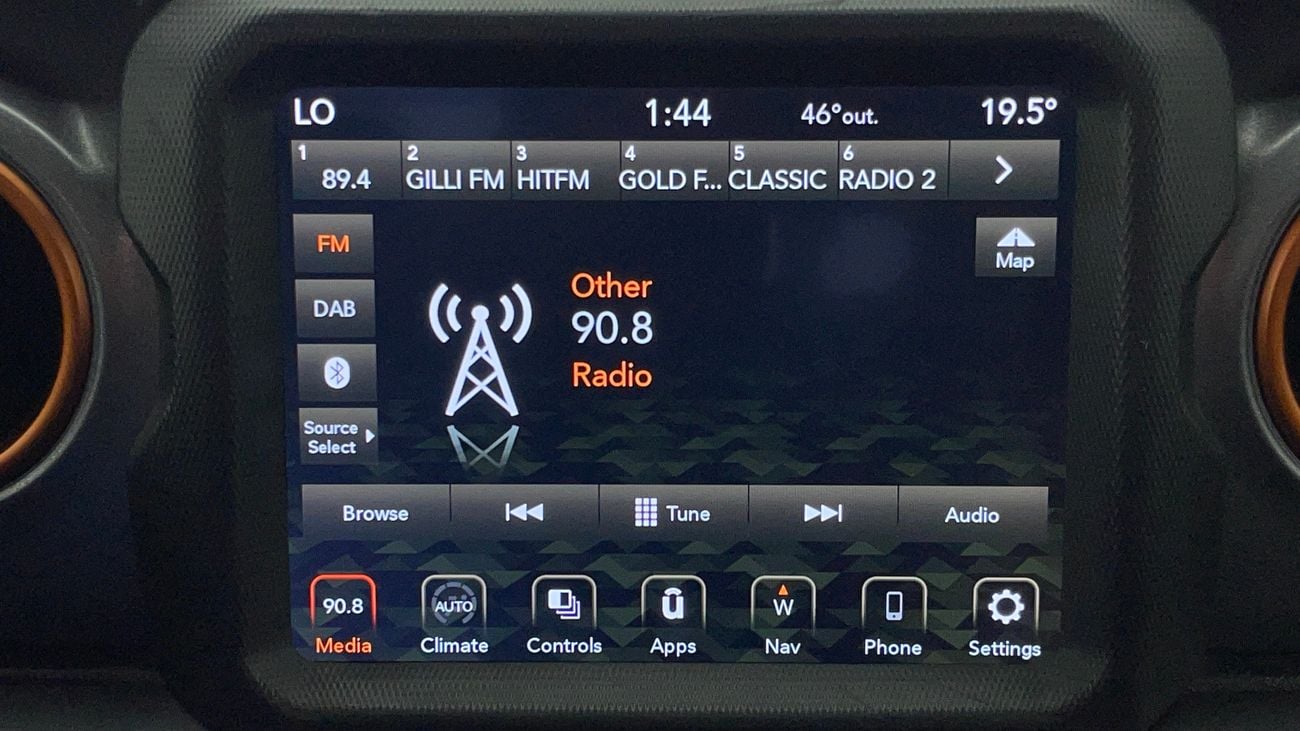 LO 1:44 46°out. 19.5°
1 2 3 4 5 6
89.4 GILLI FM HITFM GOLD F... CLASSIC RADIO 2
FM
Map
DAB
Other
90.8
Radio
Source
Select
Browse Tune Audio
90.8 AUTO ū W
Media Climate Controls Apps Nav Phone Settings